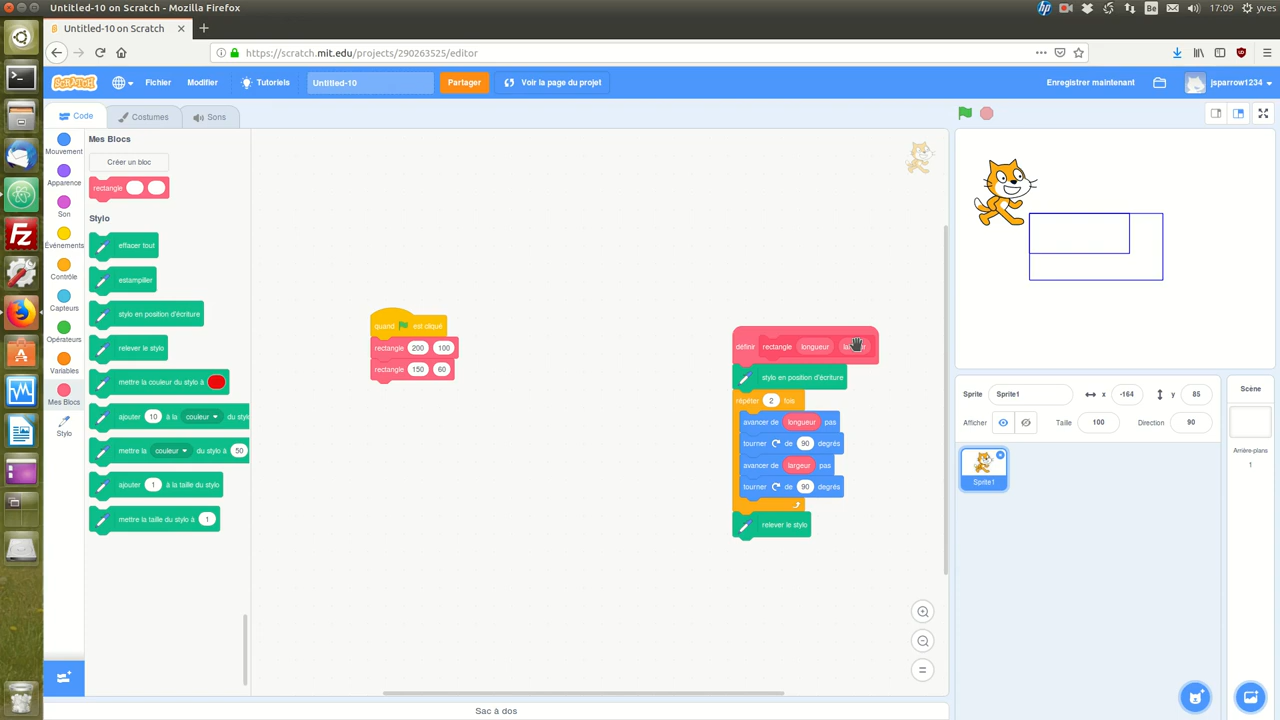 Untitled-10 on Scratch - Mozilla Firefox
Be
17:09
yves
Untitled-10 on Scratch
https://scratch.mit.edu/projects/290263525/editor
SCRATCH
Fichier
Modifier
Tutoriels
Untitled-10
Partager
Voir la page du projet
Enregistrer maintenant
jsparrow1234
Code
Costumes
Sons
Mouvement
Apparence
Son
Événements
Contrôle
Capteurs
Opérateurs
Variables
Mes Blocs
Stylo
Mes Blocs
Créer un bloc
rectangle
Stylo
effacer tout
estampiller
stylo en position d'écriture
relever le stylo
mettre la couleur du stylo à
ajouter 10 à la couleur du
mettre la couleur du stylo à 50
ajouter 1 à la taille du stylo
mettre la taille du stylo à 1
quand est cliqué
rectangle 200 100
rectangle 150 60
définir rectangle longueur
stylo en position d'écriture
répéter 2 fois
avancer de longueur pas
tourner de 90 degrés
avancer de largeur pas
tourner de 90 degrés
relever le stylo
Sprite Sprite1 x -164 y 85
Afficher Taille 100 Direction 90
Sprite1
Scène
Arrière-plans
1
Sac à dos